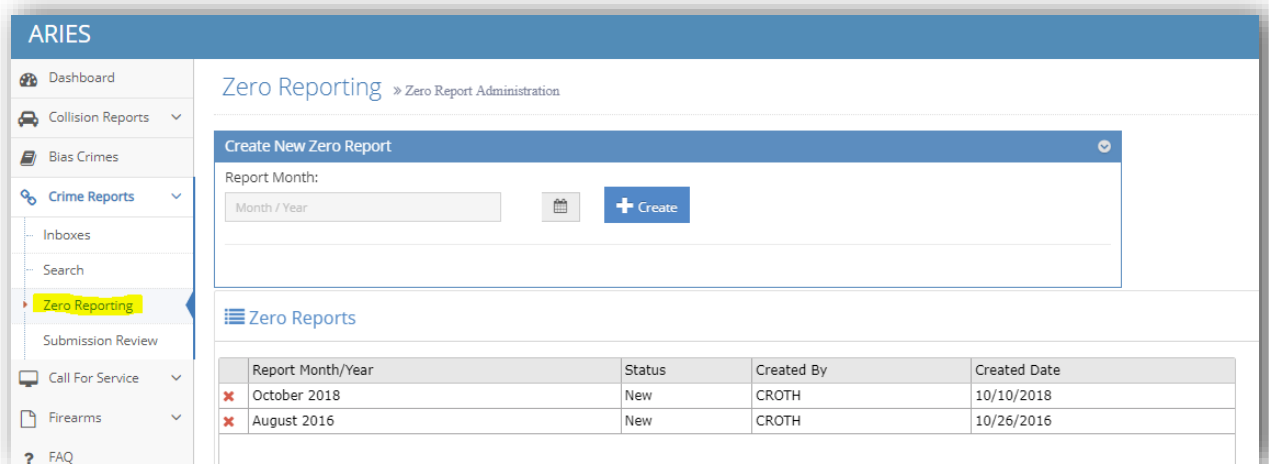 ARIES
Dashboard
Collision Reports
Bias Crimes
Crime Reports
Inboxes
Search
Zero Reporting
Submission Review
Call For Service
Firearms
? FAQ
Zero Reporting » Zero Report Administration
Create New Zero Report
Report Month:
Month / Year
+ Create
Zero Reports
Report Month/Year Status Created By Created Date
October 2018 New CROTH 10/10/2018
August 2016 New CROTH 10/26/2016